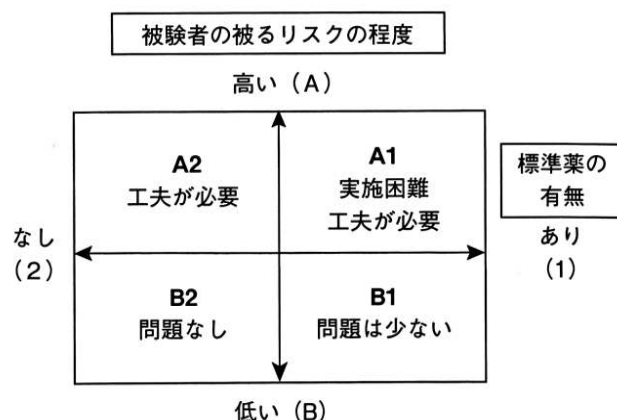 被験者の被るリスクの程度
高い（A）
A2
工夫が必要
A1
実施困難
工夫が必要
標準薬の
有無
なし
（2）
あり
（1）
B2
問題なし
B1
問題は少ない
低い（B）